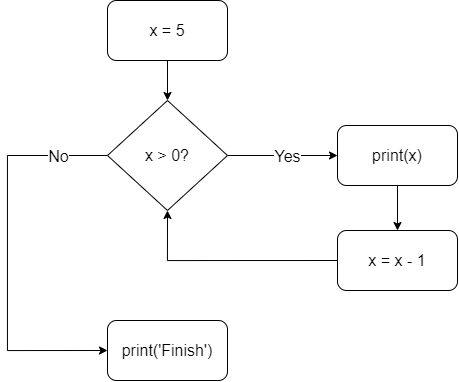 x = 5
x > 0?
No
Yes
print(x)
x = x - 1
print('Finish')